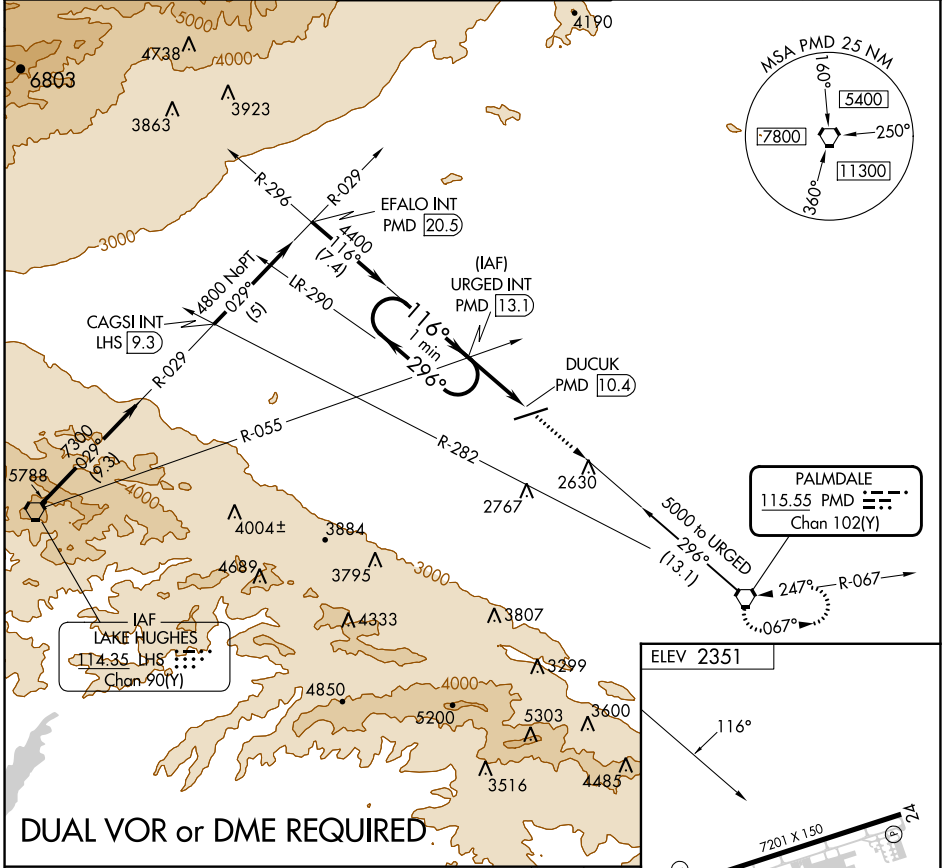 5000
4738
4000
6803
3863
3923
4190
MSA PMD 25 NM
160°
5400
7800
250°
11300
360°
R-296
R-029
EFALO INT
PMD 20.5
3000
4400
116°
(7.4)
(IAF)
URGED INT
PMD 13.1
4800 NoPT
029°
(5)
LR-290
CAGSI INT
LHS 9.3
116°
1 min
296°
DUCUK
PMD 10.4
R-029
R-055
R-282
7300
029°
(9.3)
5788
4000
2630
2767
PALMDALE
115.55 PMD
Chan 102(Y)
5000 to URGED
296°
(13.1)
4004±
3884
4689
3795
3000
247°
R-067
067°
4333
3807
IAF
LAKE HUGHES
114.35 LHS
Chan 90(Y)
3299
ELEV 2351
4850
4000
5200
5303
3600
116°
3516
4485
DUAL VOR or DME REQUIRED
7201 X 150
P
24